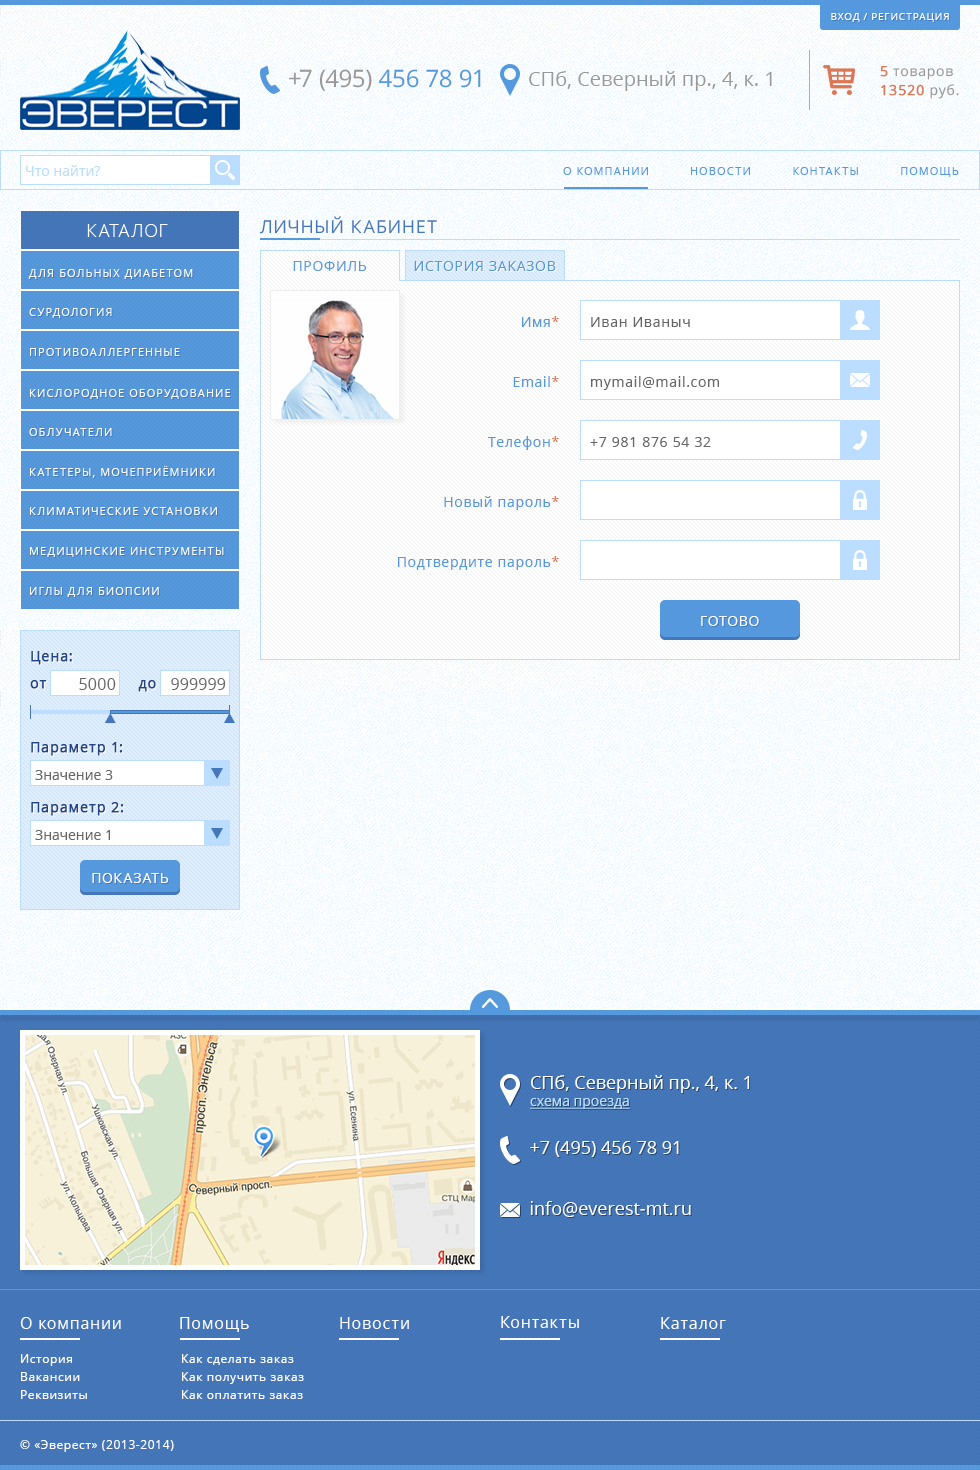 ВХОД / РЕГИСТРАЦИЯ
ЭВЕРЕСТ
+7 (495) 456 78 91
СПб, Северный пр., 4, к. 1
5 товаров
13520 руб.
Что найти?
О КОМПАНИИ НОВОСТИ КОНТАКТЫ ПОМОЩЬ
КАТАЛОГ
ДЛЯ БОЛЬНЫХ ДИАБЕТОМ
СУРДОЛОГИЯ
ПРОТИВОАЛЛЕРГЕННЫЕ
КИСЛОРОДНОЕ ОБОРУДОВАНИЕ
ОБЛУЧАТЕЛИ
КАТЕТЕРЫ, МОЧЕПРИЁМНИКИ
КЛИМАТИЧЕСКИЕ УСТАНОВКИ
МЕДИЦИНСКИЕ ИНСТРУМЕНТЫ
ИГЛЫ ДЛЯ БИОПСИИ
Цена:
от 5000 до 999999
Параметр 1:
Значение 3
Параметр 2:
Значение 1
ПОКАЗАТЬ
ЛИЧНЫЙ КАБИНЕТ
ПРОФИЛЬ ИСТОРИЯ ЗАКАЗОВ
Имя* Иван Иваныч
Email* mymail@mail.com
Телефон* +7 981 876 54 32
Новый пароль*
Подтвердите пароль*
ГОТОВО
АЗС
Озерная ул.
просп. Энгельса
Ушковская ул.
ул. Есенина
Большая Озерная ул.
ул. Кольцова
Северный просп.
СТЦ Мар
Яндекс
СПб, Северный пр., 4, к. 1
схема проезда
+7 (495) 456 78 91
info@everest-mt.ru
О компании
История
Вакансии
Реквизиты
Помощь
Как сделать заказ
Как получить заказ
Как оплатить заказ
Новости
Контакты
Каталог
© «Эверест» (2013-2014)